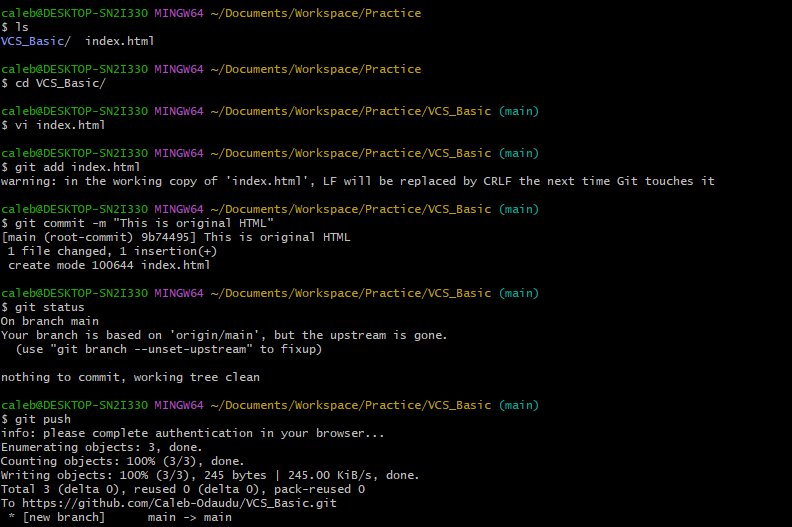 caleb@DESKTOP-SN2I330 MINGW64 ~/Documents/Workspace/Practice
$ ls
VCS_Basic/  index.html

caleb@DESKTOP-SN2I330 MINGW64 ~/Documents/Workspace/Practice
$ cd VCS_Basic/

caleb@DESKTOP-SN2I330 MINGW64 ~/Documents/Workspace/Practice/VCS_Basic (main)
$ vi index.html

caleb@DESKTOP-SN2I330 MINGW64 ~/Documents/Workspace/Practice/VCS_Basic (main)
$ git add index.html
warning: in the working copy of 'index.html', LF will be replaced by CRLF the next time Git touches it

caleb@DESKTOP-SN2I330 MINGW64 ~/Documents/Workspace/Practice/VCS_Basic (main)
$ git commit -m "This is original HTML"
[main (root-commit) 9b74495] This is original HTML
 1 file changed, 1 insertion(+)
 create mode 100644 index.html

caleb@DESKTOP-SN2I330 MINGW64 ~/Documents/Workspace/Practice/VCS_Basic (main)
$ git status
On branch main
Your branch is based on 'origin/main', but the upstream is gone.
  (use "git branch --unset-upstream" to fixup)

nothing to commit, working tree clean

caleb@DESKTOP-SN2I330 MINGW64 ~/Documents/Workspace/Practice/VCS_Basic (main)
$ git push
info: please complete authentication in your browser...
Enumerating objects: 3, done.
Counting objects: 100% (3/3), done.
Writing objects: 100% (3/3), 245 bytes | 245.00 KiB/s, done.
Total 3 (delta 0), reused 0 (delta 0), pack-reused 0
To https://github.com/Caleb-Odaudu/VCS_Basic.git
 * [new branch]      main -> main